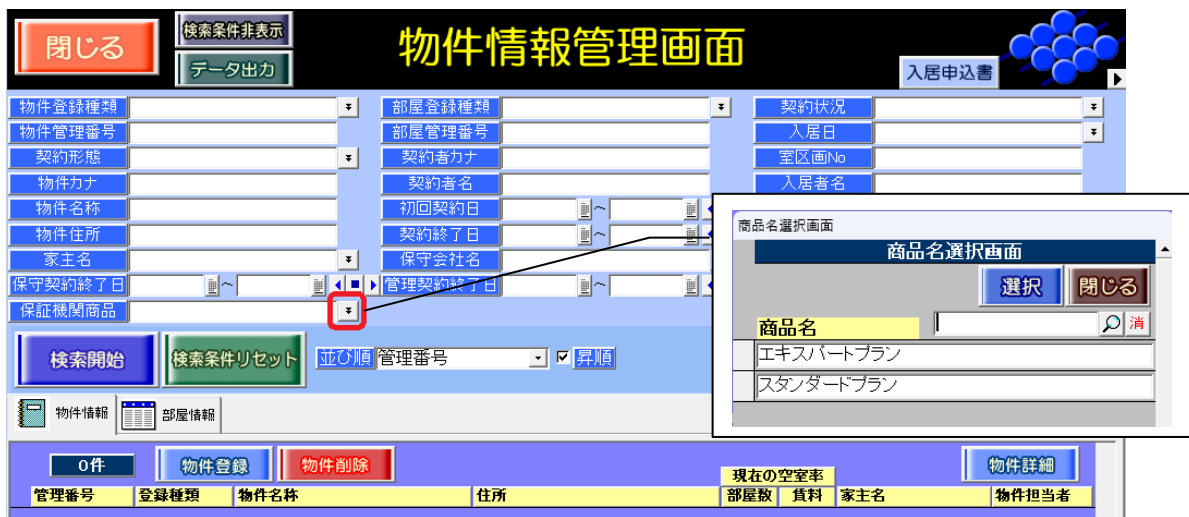 閉じる
検索条件非表示
データ出力
物件情報管理画面
入居申込書
物件登録種類 部屋登録種類 契約状況
物件管理番号 部屋管理番号 入居日
契約形態 契約者カナ 室区画No
物件カナ 契約者名 入居者名
物件名称 初回契約日 ~
物件住所 契約終了日 ~
家主名 保守会社名
保守契約終了日 ~ 管理契約終了日 ~
保証機関商品
検索開始 検索条件リセット 並び順 管理番号 昇順
物件情報 部屋情報
0件 物件登録 物件削除 現在の空室率 物件詳細
管理番号 登録種類 物件名称 住所 部屋数 賃料 家主名 物件担当者
商品名選択画面
商品名選択画面
選択 閉じる
商品名 消
エキスパートプラン
スタンダードプラン